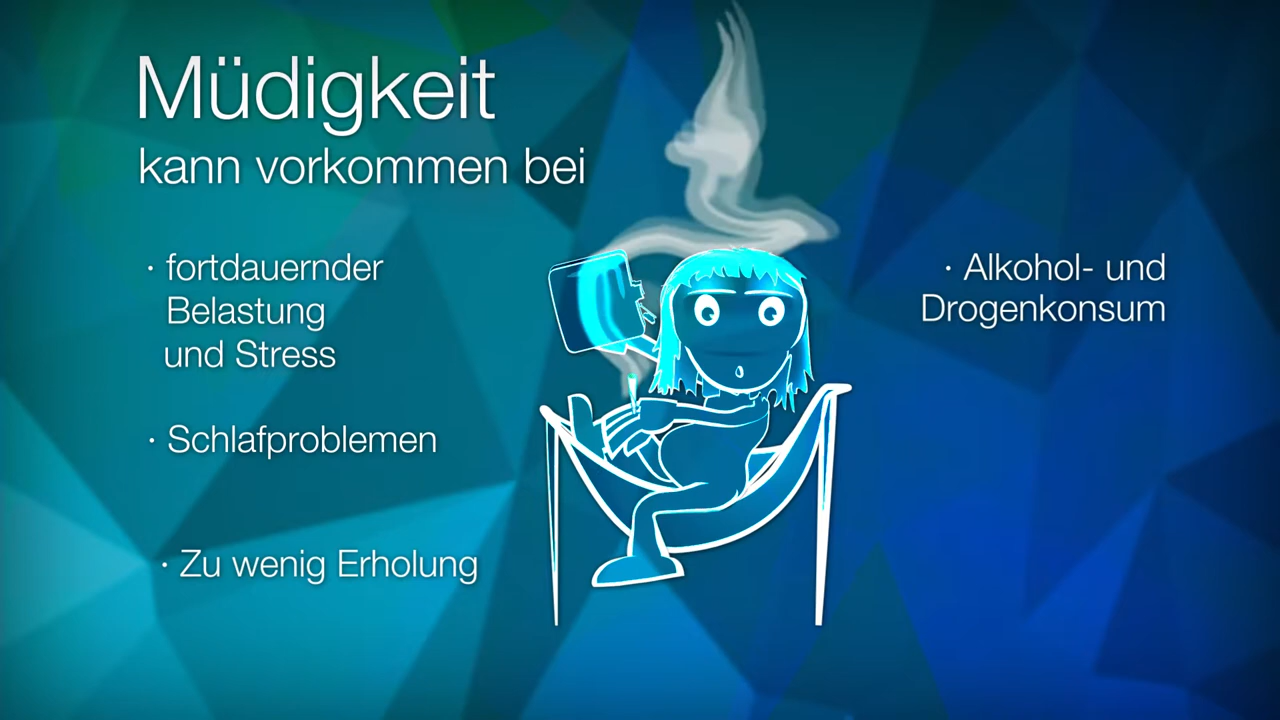 Müdigkeit
kann vorkommen bei
· fortdauernder
Belastung
und Stress
· Schlafproblemen
· Zu wenig Erholung
· Alkohol- und
Drogenkonsum